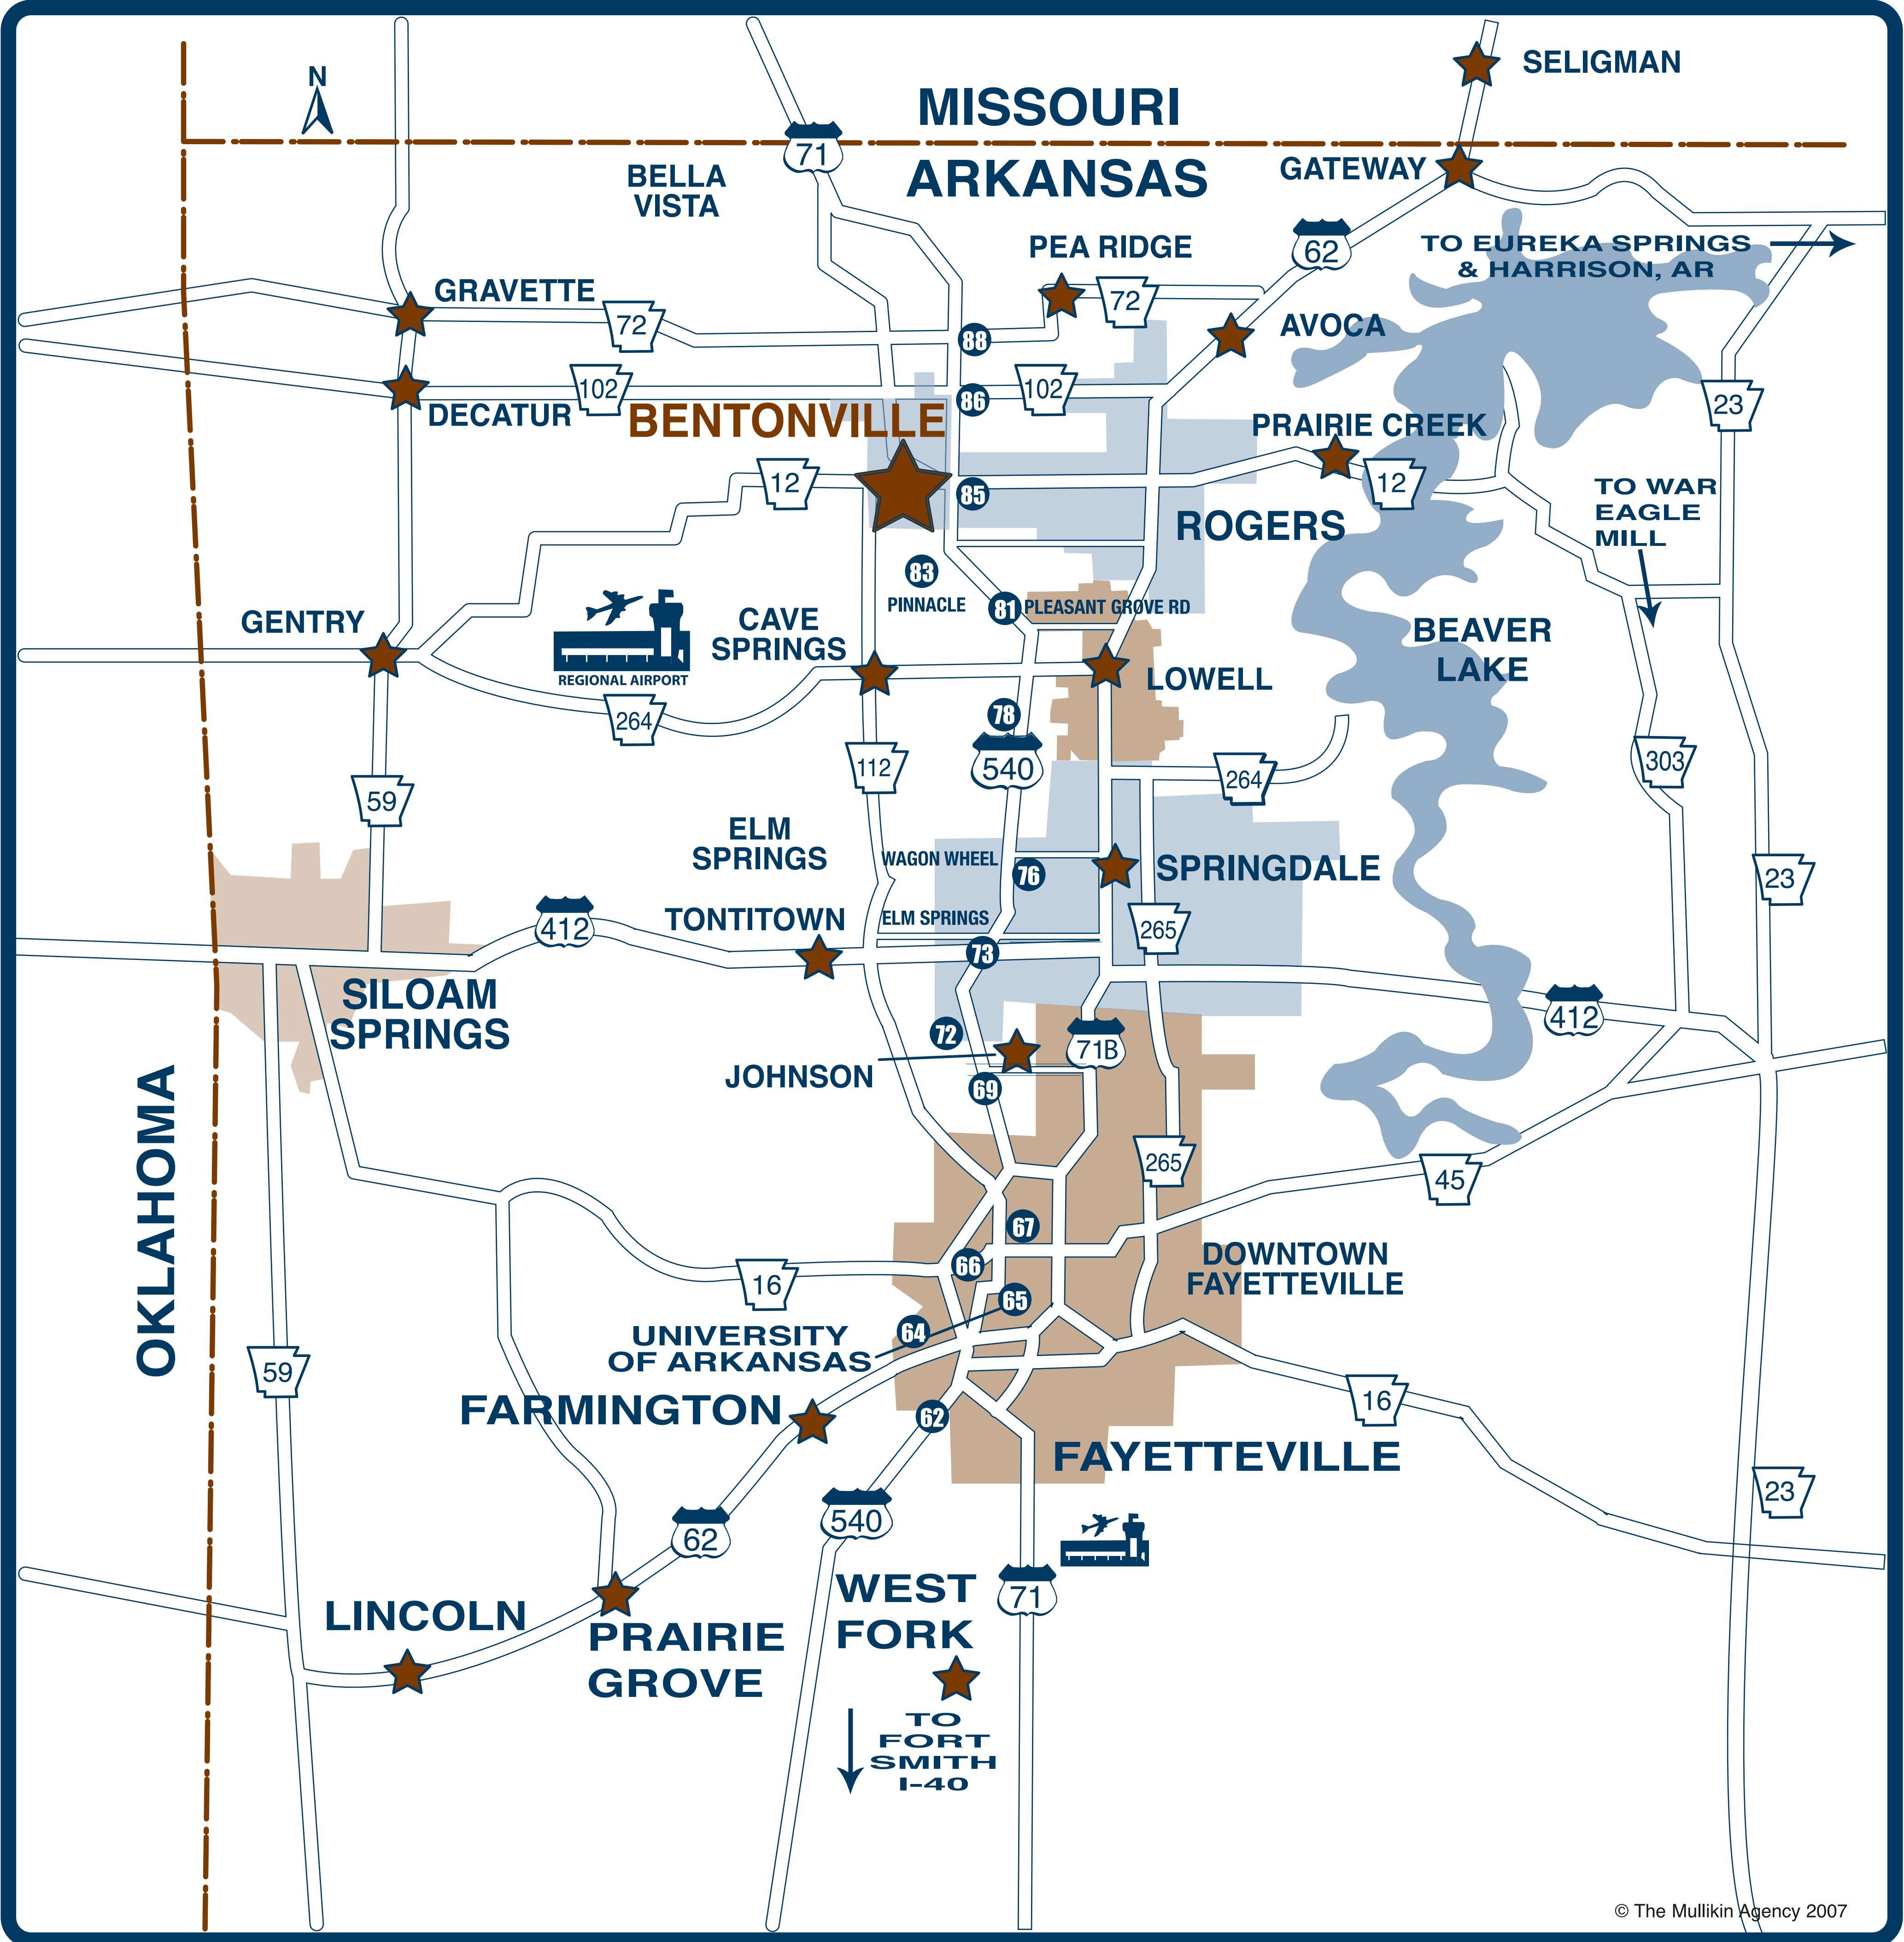 SELIGMAN
N
MISSOURI
71
ARKANSAS
GATEWAY
BELLA
VISTA
PEA RIDGE
62
TO EUREKA SPRINGS
& HARRISON, AR
GRAVETTE
72
72
AVOCA
88
102
102
86
23
DECATUR
BENTONVILLE
PRAIRIE CREEK
12
85
12
TO WAR
EAGLE
MILL
ROGERS
83
PINNACLE
81
PLEASANT GROVE RD
GENTRY
CAVE
SPRINGS
BEAVER
LAKE
REGIONAL AIRPORT
LOWELL
264
78
112
540
264
303
59
ELM
SPRINGS
WAGON WHEEL
76
SPRINGDALE
23
412
TONTITOWN
ELM SPRINGS
265
73
SILOAM
SPRINGS
412
72
71B
JOHNSON
69
OKLAHOMA
265
45
67
66
DOWNTOWN
FAYETTEVILLE
16
65
64
UNIVERSITY
OF ARKANSAS
59
16
FARMINGTON
62
FAYETTEVILLE
23
540
62
WEST
FORK
71
LINCOLN
PRAIRIE
GROVE
TO
FORT
SMITH
I-40
© The Mullikin Agency 2007